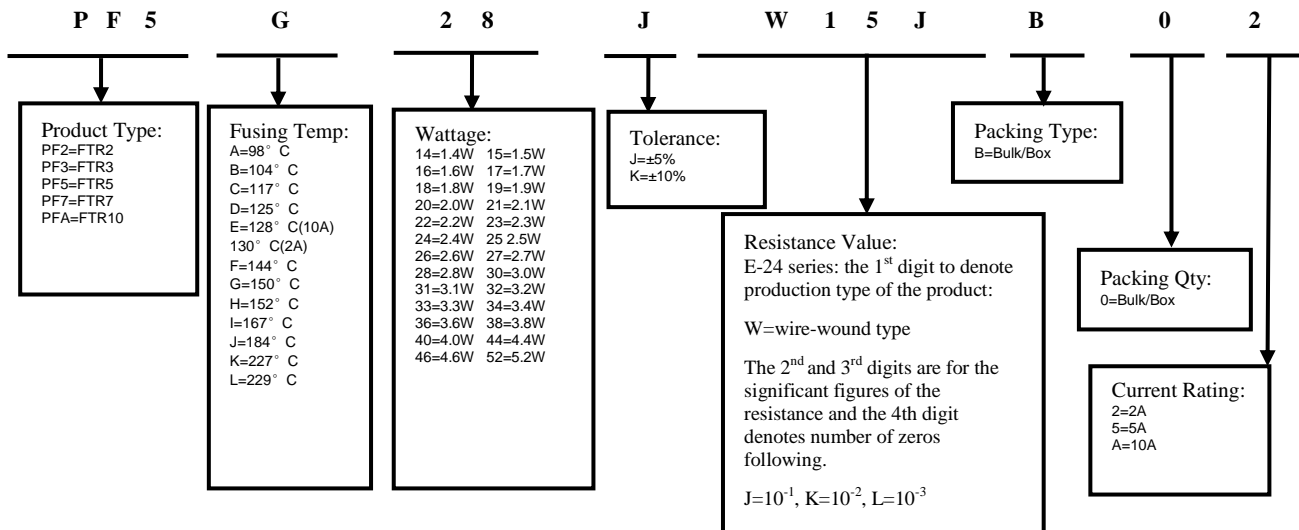 P F 5 G 2 8 J W 1 5 J B 0 2
Product Type:
PF2=FTR2
PF3=FTR3
PF5=FTR5
PF7=FTR7
PFA=FTR10
Fusing Temp:
A=98° C
B=104° C
C=117° C
D=125° C
E=128° C(10A)
130° C(2A)
F=144° C
G=150° C
H=152° C
I=167° C
J=184° C
K=227° C
L=229° C
Wattage:
14=1.4W 15=1.5W
16=1.6W 17=1.7W
18=1.8W 19=1.9W
20=2.0W 21=2.1W
22=2.2W 23=2.3W
24=2.4W 25 2.5W
26=2.6W 27=2.7W
28=2.8W 30=3.0W
31=3.1W 32=3.2W
33=3.3W 34=3.4W
36=3.6W 38=3.8W
40=4.0W 44=4.4W
46=4.6W 52=5.2W
Tolerance:
J=±5%
K=±10%
Resistance Value:
E-24 series: the 1st digit to denote
production type of the product:
W=wire-wound type
The 2nd and 3rd digits are for the
significant figures of the
resistance and the 4th digit
denotes number of zeros
following.
J=10-1, K=10-2, L=10-3
Packing Type:
B=Bulk/Box
Packing Qty:
0=Bulk/Box
Current Rating:
2=2A
5=5A
A=10A